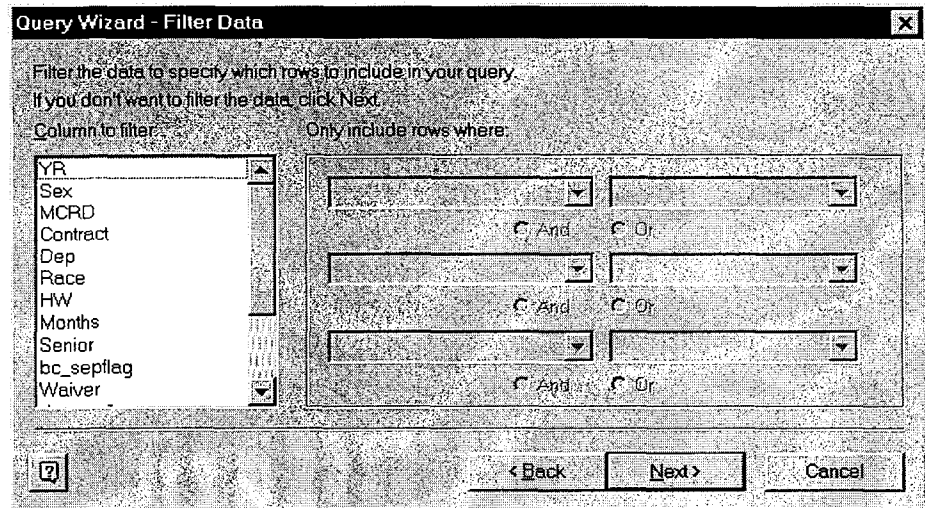 Query Wizard - Filter Data
Filter the data to specify which rows to include in your query.
If you don't want to filter the data, click Next.
Column to filter:
Only include rows where:
YR
Sex
MCRD
Contract
Dep
Race
HW
Months
Senior
bc_sepflag
Waiver
And Or
And Or
And Or
< Back Next > Cancel